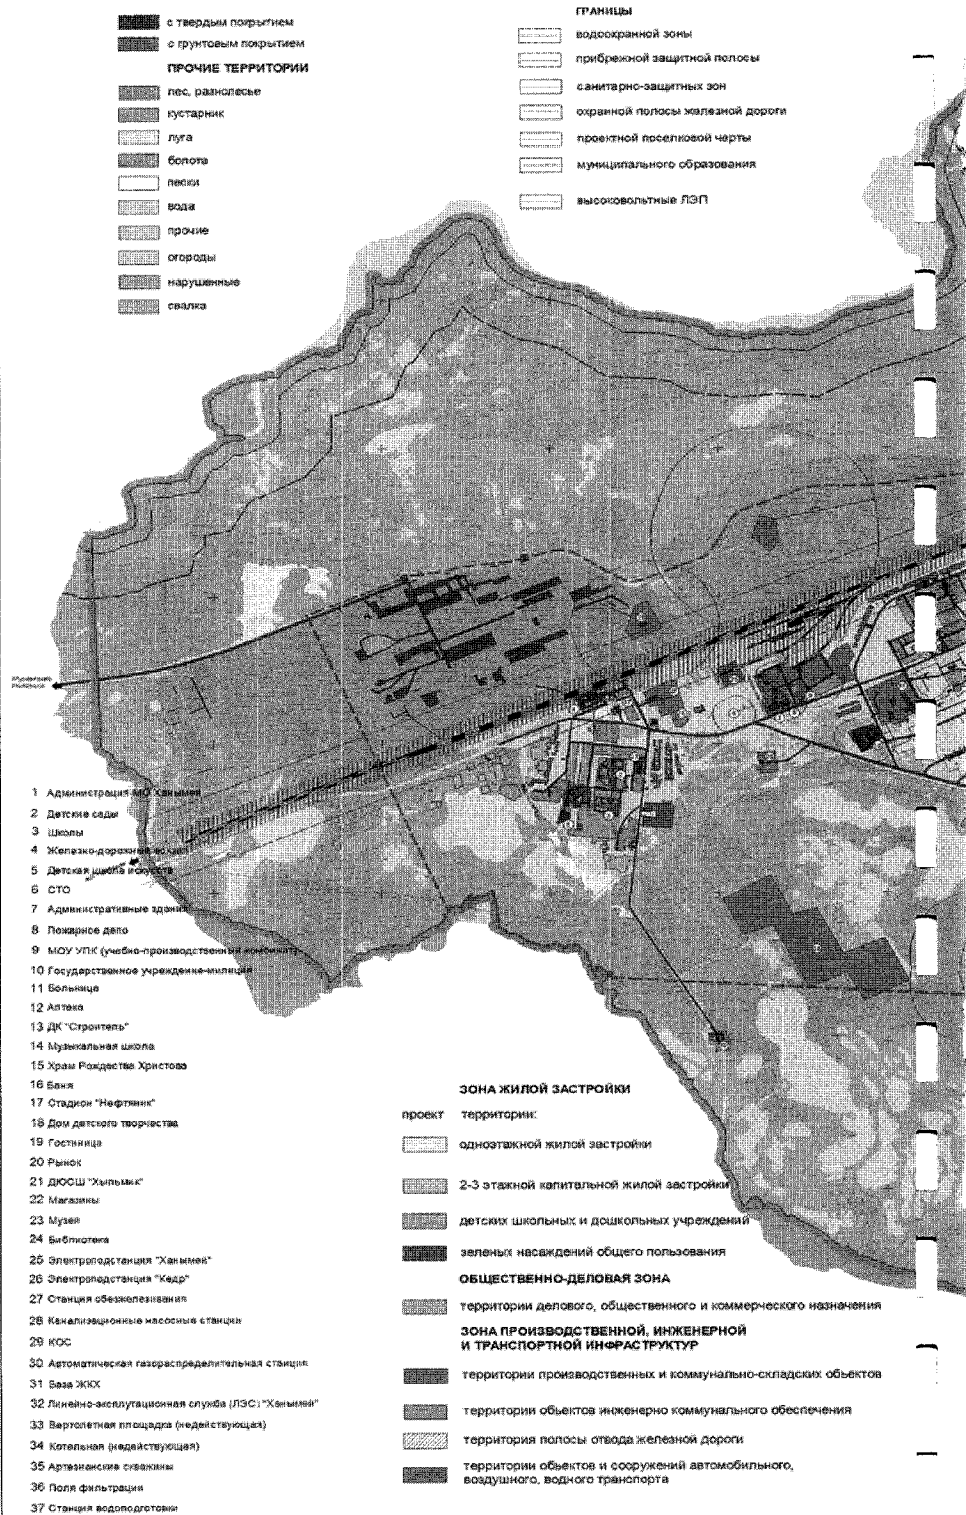 с твердым покрытием
с грунтовым покрытием
ПРОЧИЕ ТЕРРИТОРИИ
лес, разнолесье
кустарник
луга
болота
пески
вода
прочие
огороды
нарушенные
свалка
ГРАНИЦЫ
водоохранной зоны
прибрежной защитной полосы
санитарно-защитных зон
охранной полосы железной дороги
проектной поселковой черты
муниципального образования
высоковольтные ЛЭП
1 Администрация МО Ханымей
2 Детские сады
3 Школы
4 Железно-дорожный вокзал
5 Детская школа искусств
6 СТО
7 Административные здания
8 Пожарное депо
9 МОУ УПК (учебно-производственный комбинат)
10 Государственное учреждение-милиция
11 Больница
12 Аптека
13 ДК "Строитель"
14 Музыкальная школа
15 Храм Рождества Христова
16 Баня
17 Стадион "Нефтяник"
18 Дом детского творчества
19 Гостиница
20 Рынок
21 ДЮСШ "Хыльмик"
22 Магазины
23 Музей
24 Библиотека
25 Электроподстанция "Ханымей"
26 Электроподстанция "Кедр"
27 Станция обезжелезивания
28 Канализационные насосные станции
29 КОС
30 Автоматическая газораспределительная станция
31 База ЖКХ
32 Линейно-эксплутационная служба (ЛЭС) "Ханымей"
33 Вертолетная площадка (недействующая)
34 Котельная (недействующая)
35 Артезианские скважины
36 Поля фильтрации
37 Станция водоподготовки
ЗОНА ЖИЛОЙ ЗАСТРОЙКИ
проект территории:
одноэтажной жилой застройки
2-3 этажной капитальной жилой застройки
детских школьных и дошкольных учреждений
зеленых насаждений общего пользования
ОБЩЕСТВЕННО-ДЕЛОВАЯ ЗОНА
территории делового, общественного и коммерческого назначения
ЗОНА ПРОИЗВОДСТВЕННОЙ, ИНЖЕНЕРНОЙ
И ТРАНСПОРТНОЙ ИНФРАСТРУКТУР
территории производственных и коммунально-складских объектов
территории объектов инженерно коммунального обеспечения
территория полосы отвода железной дороги
территории объектов и сооружений автомобильного,
воздушного, водного транспорта